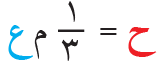 ح = ١/٣ م ع